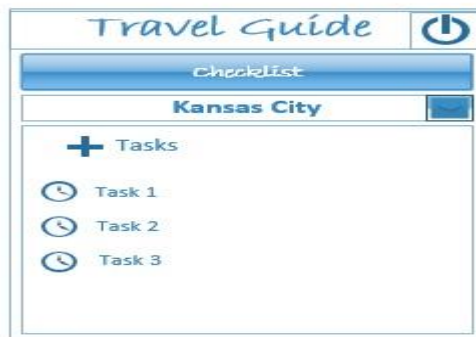 Travel Guide
Checklist
Kansas City
Tasks
Task 1
Task 2
Task 3